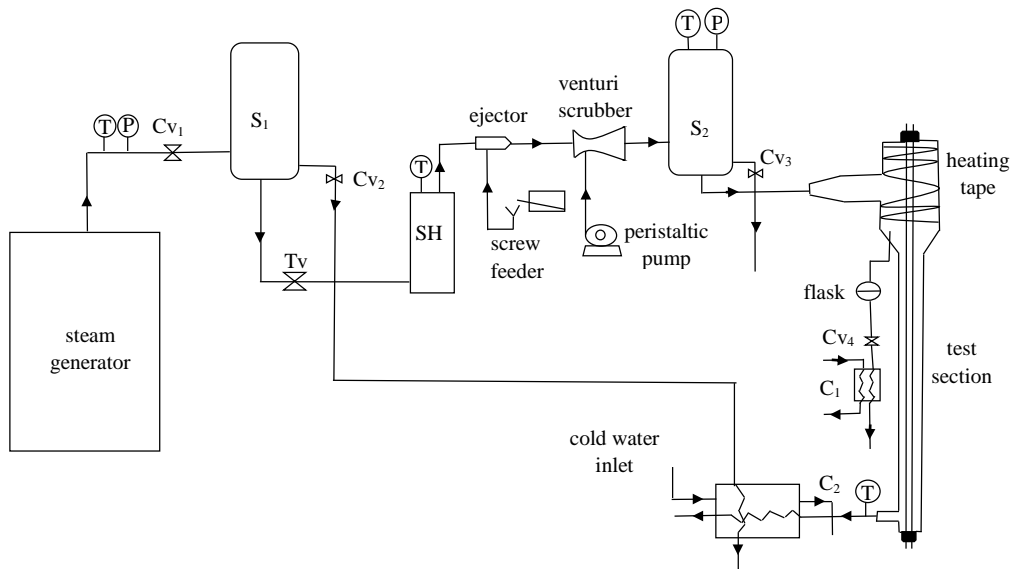 T P
T P
Cv₁
S₁
ejector
venturi
scrubber
S₂
Cv₂
T
Cv₃
heating
tape
SH
screw
feeder
peristaltic
pump
Tv
flask
steam
generator
Cv₄
test
section
C₁
cold water
inlet
C₂
T